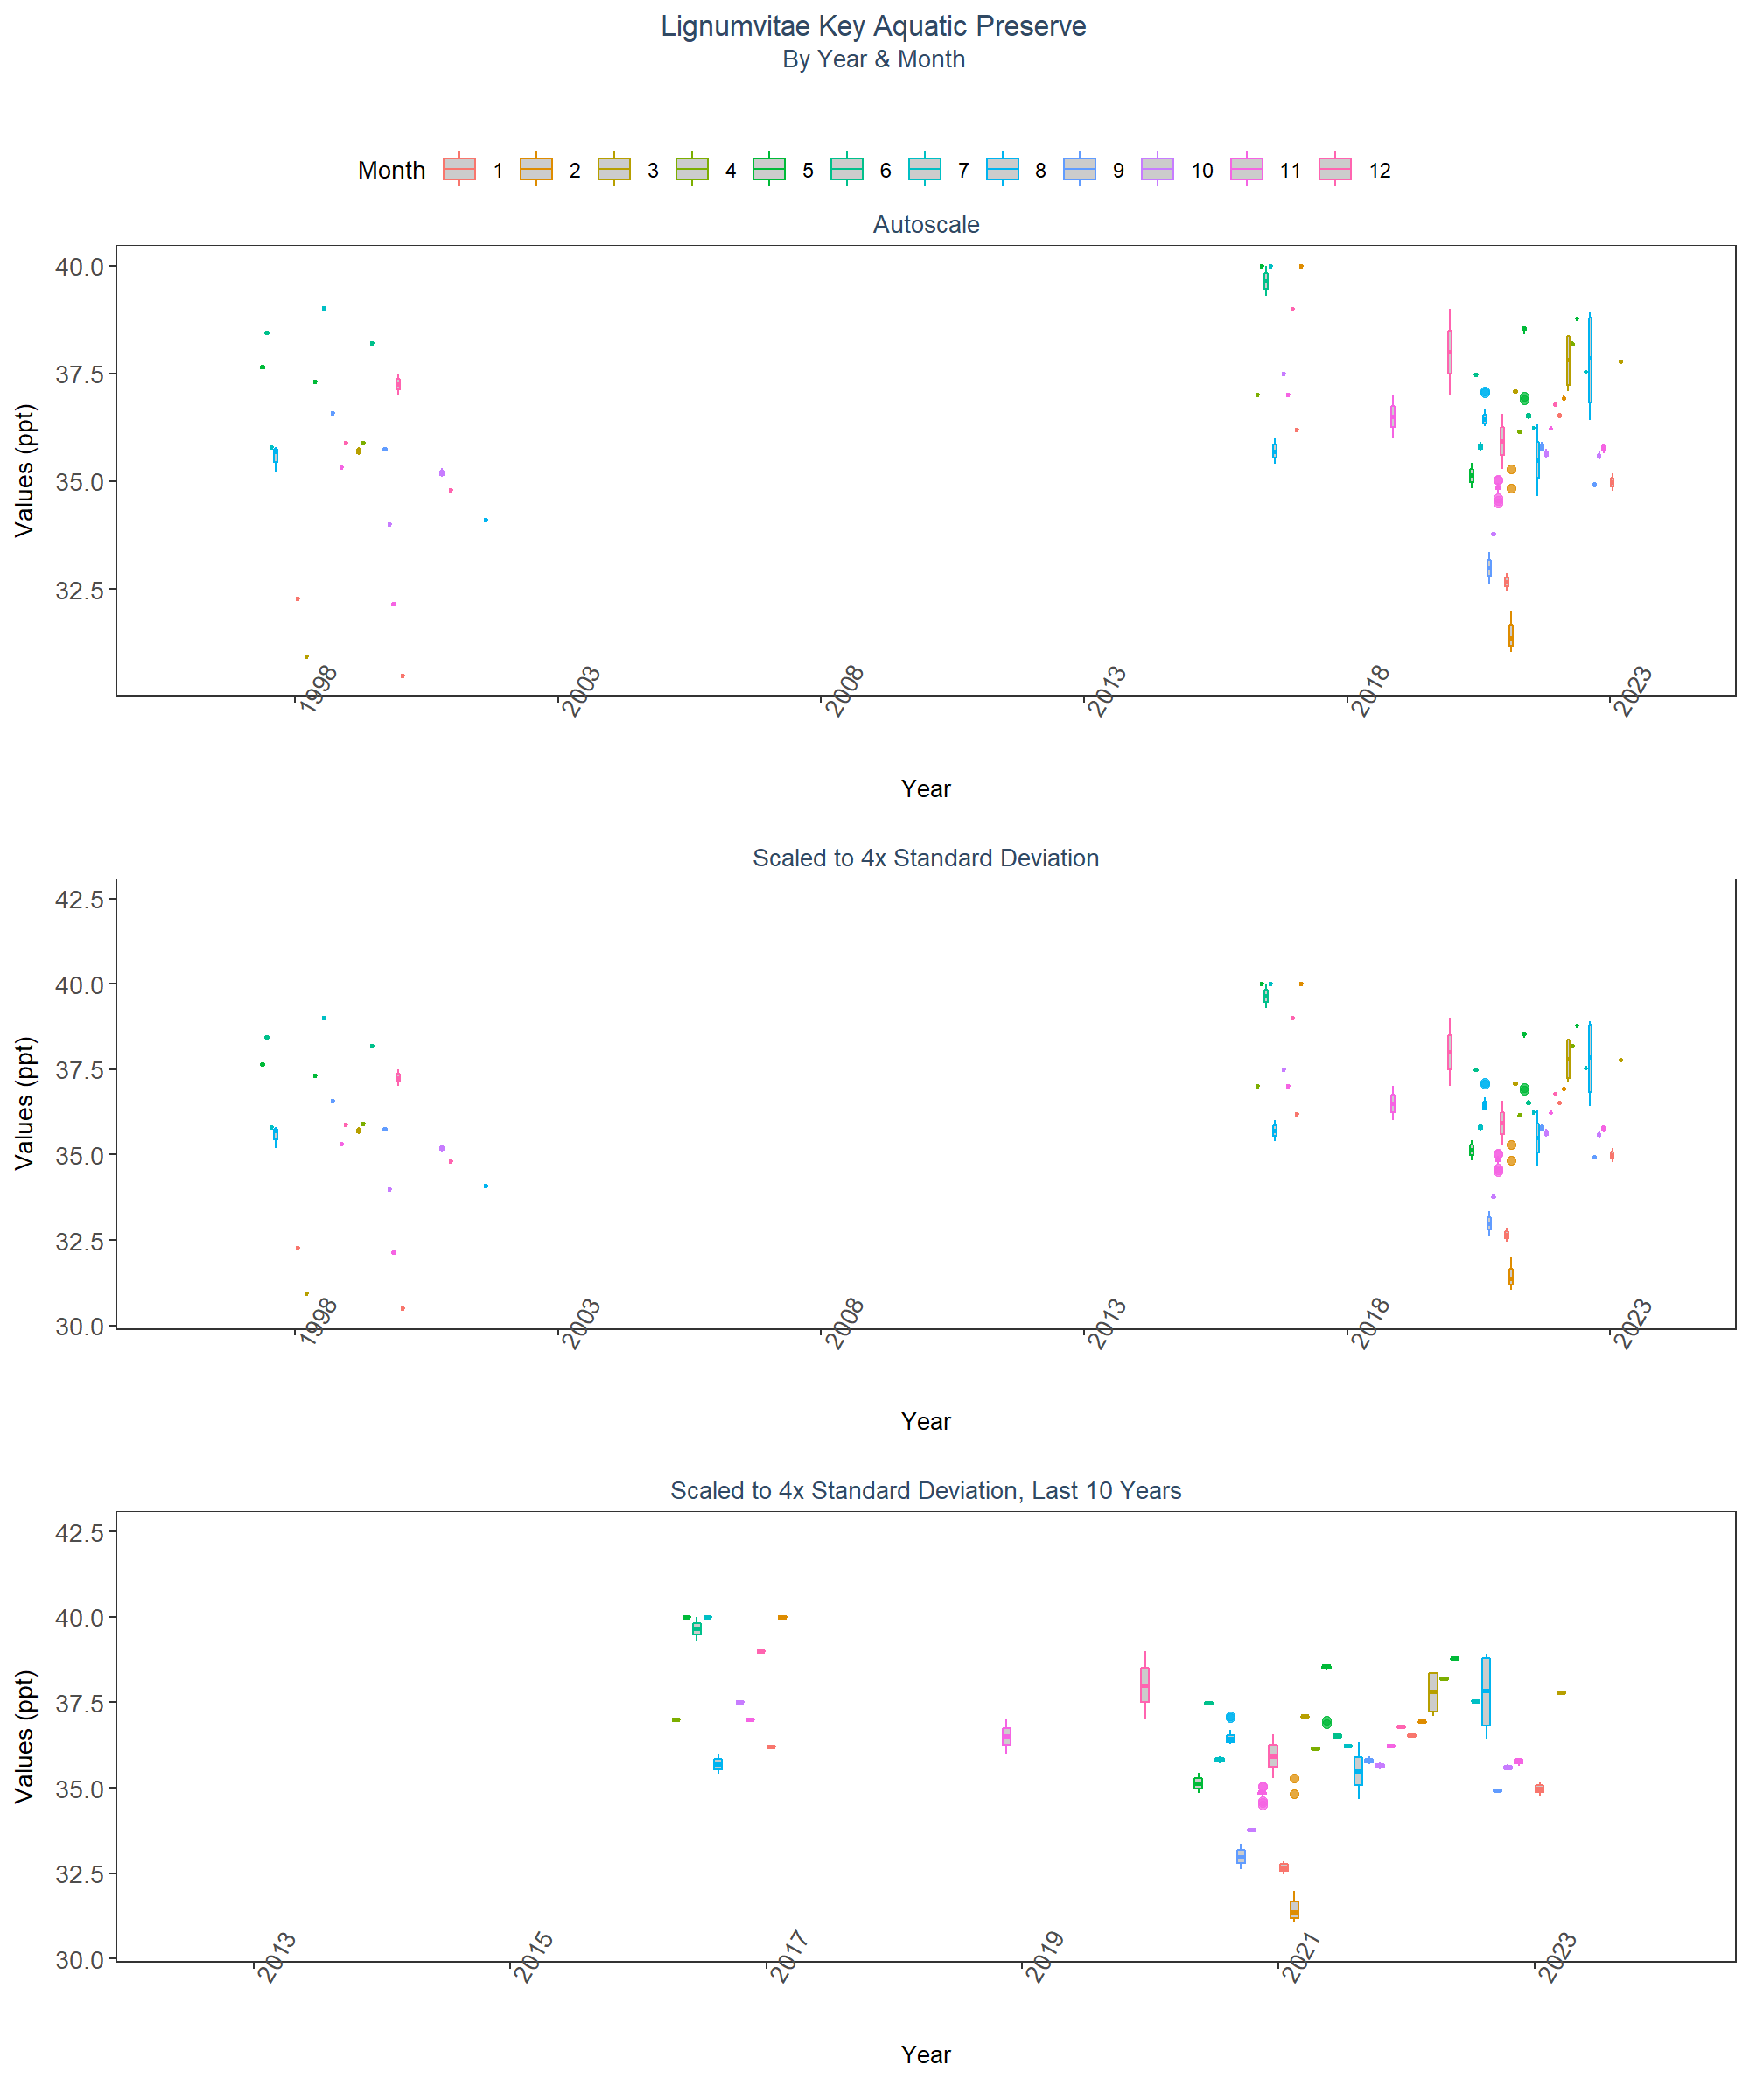 Lignumvitae Key Aquatic Preserve
By Year & Month
Month 1 2 3 4 5 6 7 8 9 10 11 12
Autoscale
Values (ppt)
40.0
37.5
35.0
32.5
1998 2003 2008 2013 2018 2023
Year
Scaled to 4x Standard Deviation
Values (ppt)
42.5
40.0
37.5
35.0
32.5
30.0
1998 2003 2008 2013 2018 2023
Year
Scaled to 4x Standard Deviation, Last 10 Years
Values (ppt)
42.5
40.0
37.5
35.0
32.5
30.0
2013 2015 2017 2019 2021 2023
Year